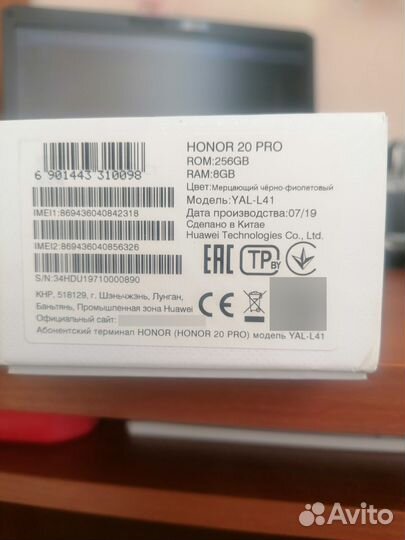 HONOR 20 PRO
ROM:256GB
RAM:8GB
Цвет:Мерцающий чёрно-фиолетовый
Модель:YAL-L41
Дата производства:07/19
Сделано в Китае
Huawei Technologies Co., Ltd.
6 901443 310098
IMEI1:869436040842318
IMEI2:869436040856326
S/N:34HDU19710000890
EAC TP BY
КНР, 518129, г. Шэньчжэнь, Лунган,
Баньтянь, Промышленная зона Huawei
Официальный сайт:
CE
Абонентский терминал HONOR (HONOR 20 PRO) модель YAL-L41
Avito